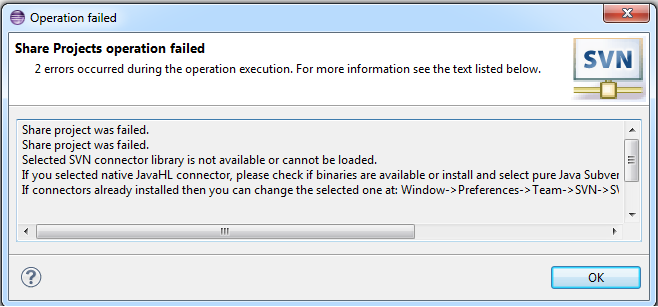 Operation failed
Share Projects operation failed
2 errors occurred during the operation execution. For more information see the text listed below.
SVN
Share project was failed.
Share project was failed.
Selected SVN connector library is not available or cannot be loaded.
If you selected native JavaHL connector, please check if binaries are available or install and select pure Java
If connectors already installed then you can change the selected one at: Window->Preferences->Team->SVN->
?
OK